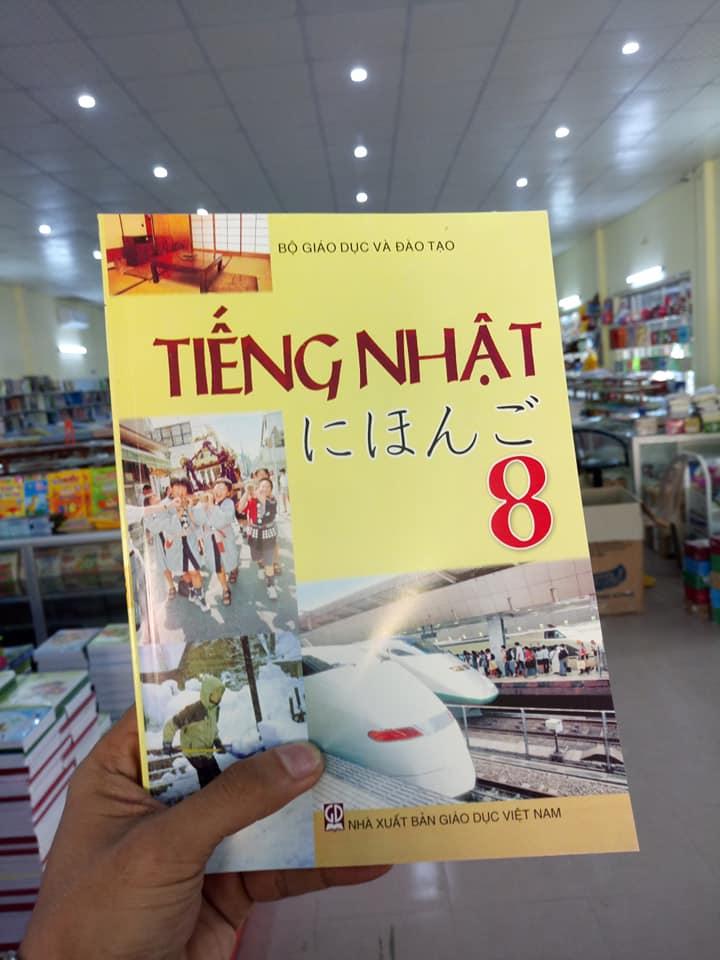 BỘ GIÁO DỤC VÀ ĐÀO TẠO
TIẾNG NHẬT
にほんご
8
GD
NHÀ XUẤT BẢN GIÁO DỤC VIỆT NAM